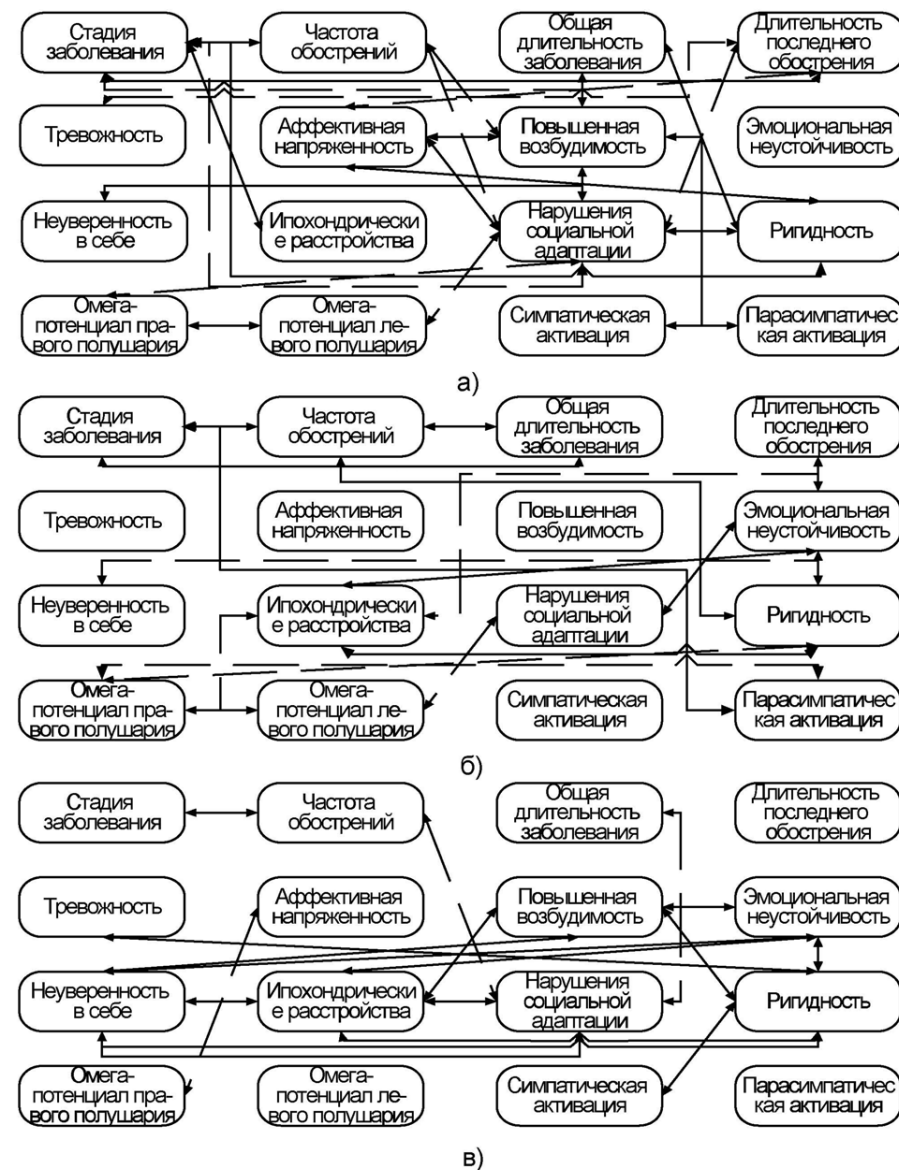 Стадия
заболевания
Частота
обострений
Общая
длительность
заболевания
Длительность
последнего
обострения
Тревожность
Аффективная
напряженность
Повышенная
возбудимость
Эмоциональная
неустойчивость
Неуверенность
в себе
Ипохондрически
е расстройства
Нарушения
социальной
адаптации
Ригидность
Омега-
потенциал пра-
вого полушария
Омега-
потенциал ле-
вого полушария
Симпатическая
активация
Парасимпатичес
кая активация
а)
Стадия
заболевания
Частота
обострений
Общая
длительность
заболевания
Длительность
последнего
обострения
Тревожность
Аффективная
напряженность
Повышенная
возбудимость
Эмоциональная
неустойчивость
Неуверенность
в себе
Ипохондрически
е расстройства
Нарушения
социальной
адаптации
Ригидность
Омега-
потенциал пра-
вого полушария
Омега-
потенциал ле-
вого полушария
Симпатическая
активация
Парасимпатичес
кая активация
б)
Стадия
заболевания
Частота
обострений
Общая
длительность
заболевания
Длительность
последнего
обострения
Тревожность
Аффективная
напряженность
Повышенная
возбудимость
Эмоциональная
неустойчивость
Неуверенность
в себе
Ипохондрически
е расстройства
Нарушения
социальной
адаптации
Ригидность
Омега-
потенциал пра-
вого полушария
Омега-
потенциал ле-
вого полушария
Симпатическая
активация
Парасимпатичес
кая активация
в)